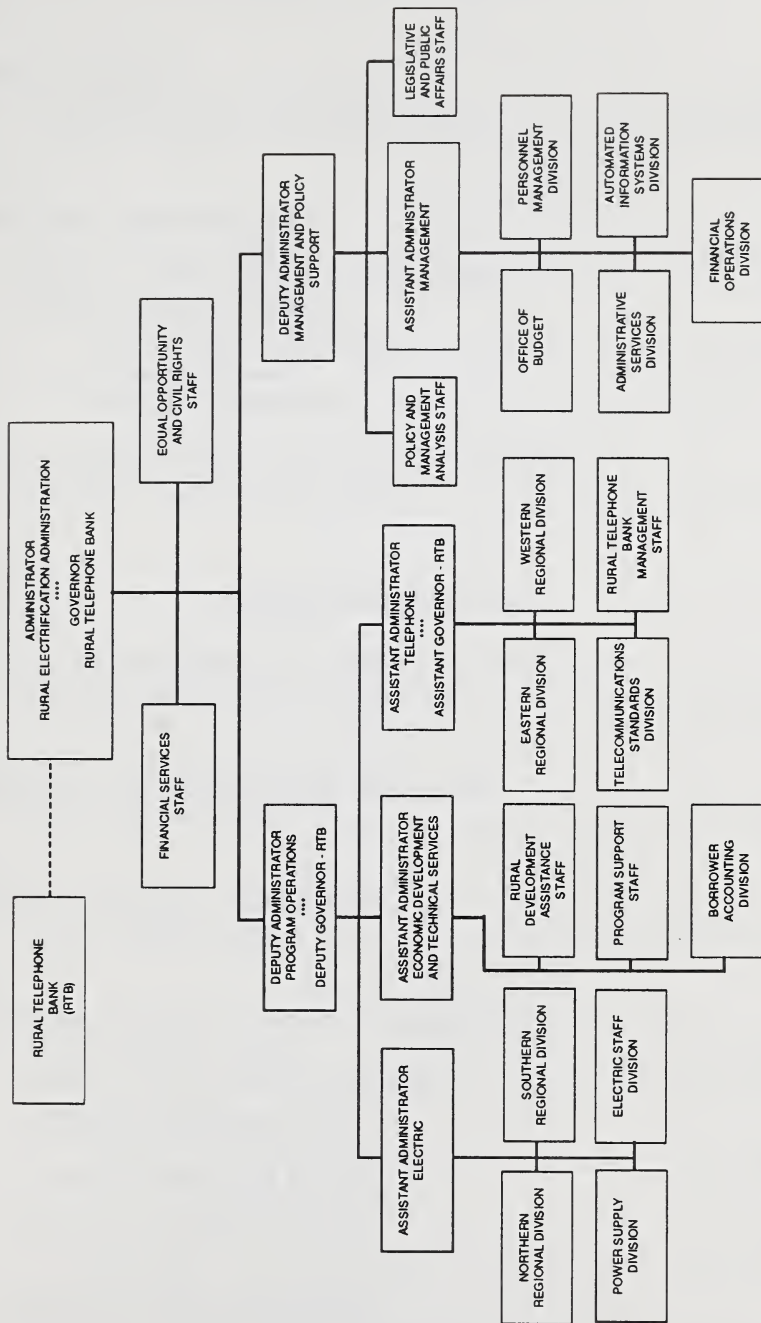 RURAL TELEPHONE
BANK
(RTB)
ADMINISTRATOR
RURAL ELECTRIFICATION ADMINISTRATION
••••
GOVERNOR
RURAL TELEPHONE BANK
FINANCIAL SERVICES
STAFF
EQUAL OPPORTUNITY
AND CIVIL RIGHTS
STAFF
DEPUTY ADMINISTRATOR
PROGRAM OPERATIONS
••••
DEPUTY GOVERNOR - RTB
DEPUTY ADMINISTRATOR
MANAGEMENT AND POLICY
SUPPORT
ASSISTANT ADMINISTRATOR
ELECTRIC
ASSISTANT ADMINISTRATOR
ECONOMIC DEVELOPMENT
AND TECHNICAL SERVICES
ASSISTANT ADMINISTRATOR
TELEPHONE
••••
ASSISTANT GOVERNOR - RTB
POLICY AND
MANAGEMENT
ANALYSIS STAFF
ASSISTANT ADMINISTRATOR
MANAGEMENT
LEGISLATIVE
AND PUBLIC
AFFAIRS STAFF
NORTHERN
REGIONAL DIVISION
SOUTHERN
REGIONAL DIVISION
RURAL
DEVELOPMENT
ASSISTANCE
STAFF
EASTERN
REGIONAL DIVISION
WESTERN
REGIONAL DIVISION
OFFICE OF
BUDGET
PERSONNEL
MANAGEMENT
DIVISION
POWER SUPPLY
DIVISION
ELECTRIC STAFF
DIVISION
PROGRAM SUPPORT
STAFF
TELECOMMUNICATIONS
STANDARDS
DIVISION
RURAL TELEPHONE
BANK
MANAGEMENT
STAFF
ADMINISTRATIVE
SERVICES
DIVISION
AUTOMATED
INFORMATION
SYSTEMS
DIVISION
BORROWER
ACCOUNTING
DIVISION
FINANCIAL
OPERATIONS
DIVISION